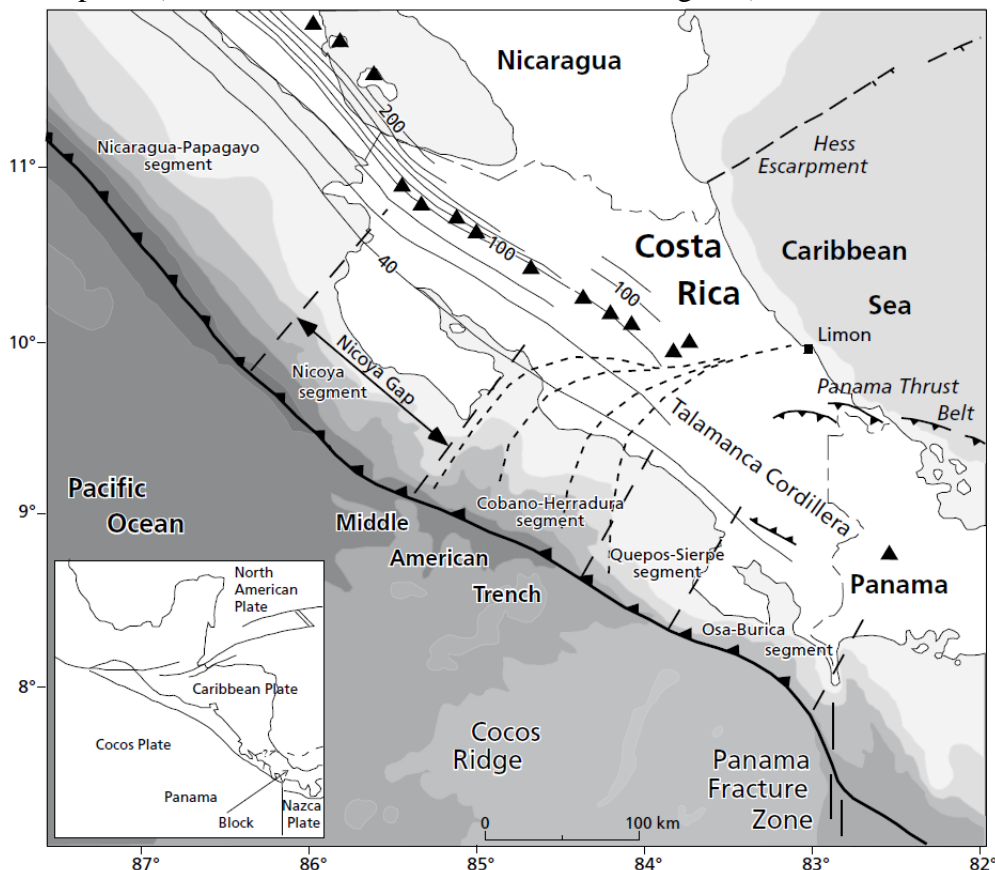 Nicaragua
200
Nicaragua-Papagayo
segment
Hess
Escarpment
11°
Costa
Rica
100
Caribbean
Sea
40
100
Limon
10°
Nicoya Gap
Nicoya
segment
Panama Thrust
Belt
Talamanca Cordillera
Pacific
Ocean
9°
Middle
American
Trench
Cobano-Herradura
segment
Quepos-Sierpe
segment
Panama
Osa-Burica
segment
North
American
Plate
Caribbean Plate
Cocos Plate
Panama
Block
Nazca
Plate
8°
Cocos
Ridge
Panama
Fracture
Zone
0
100 km
87°
86°
85°
84°
83°
82°